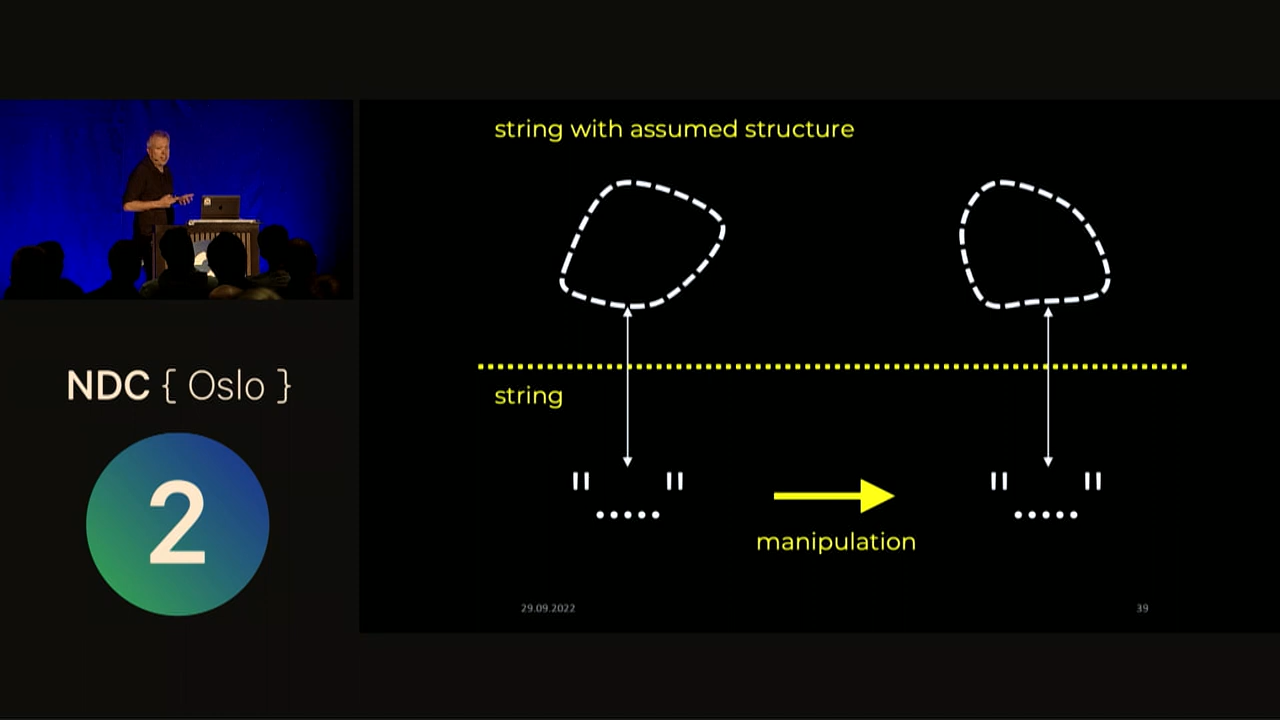 string with assumed structure
NDC { Oslo }
2
string
" "
.....
" "
.....
manipulation
29.09.2022
39